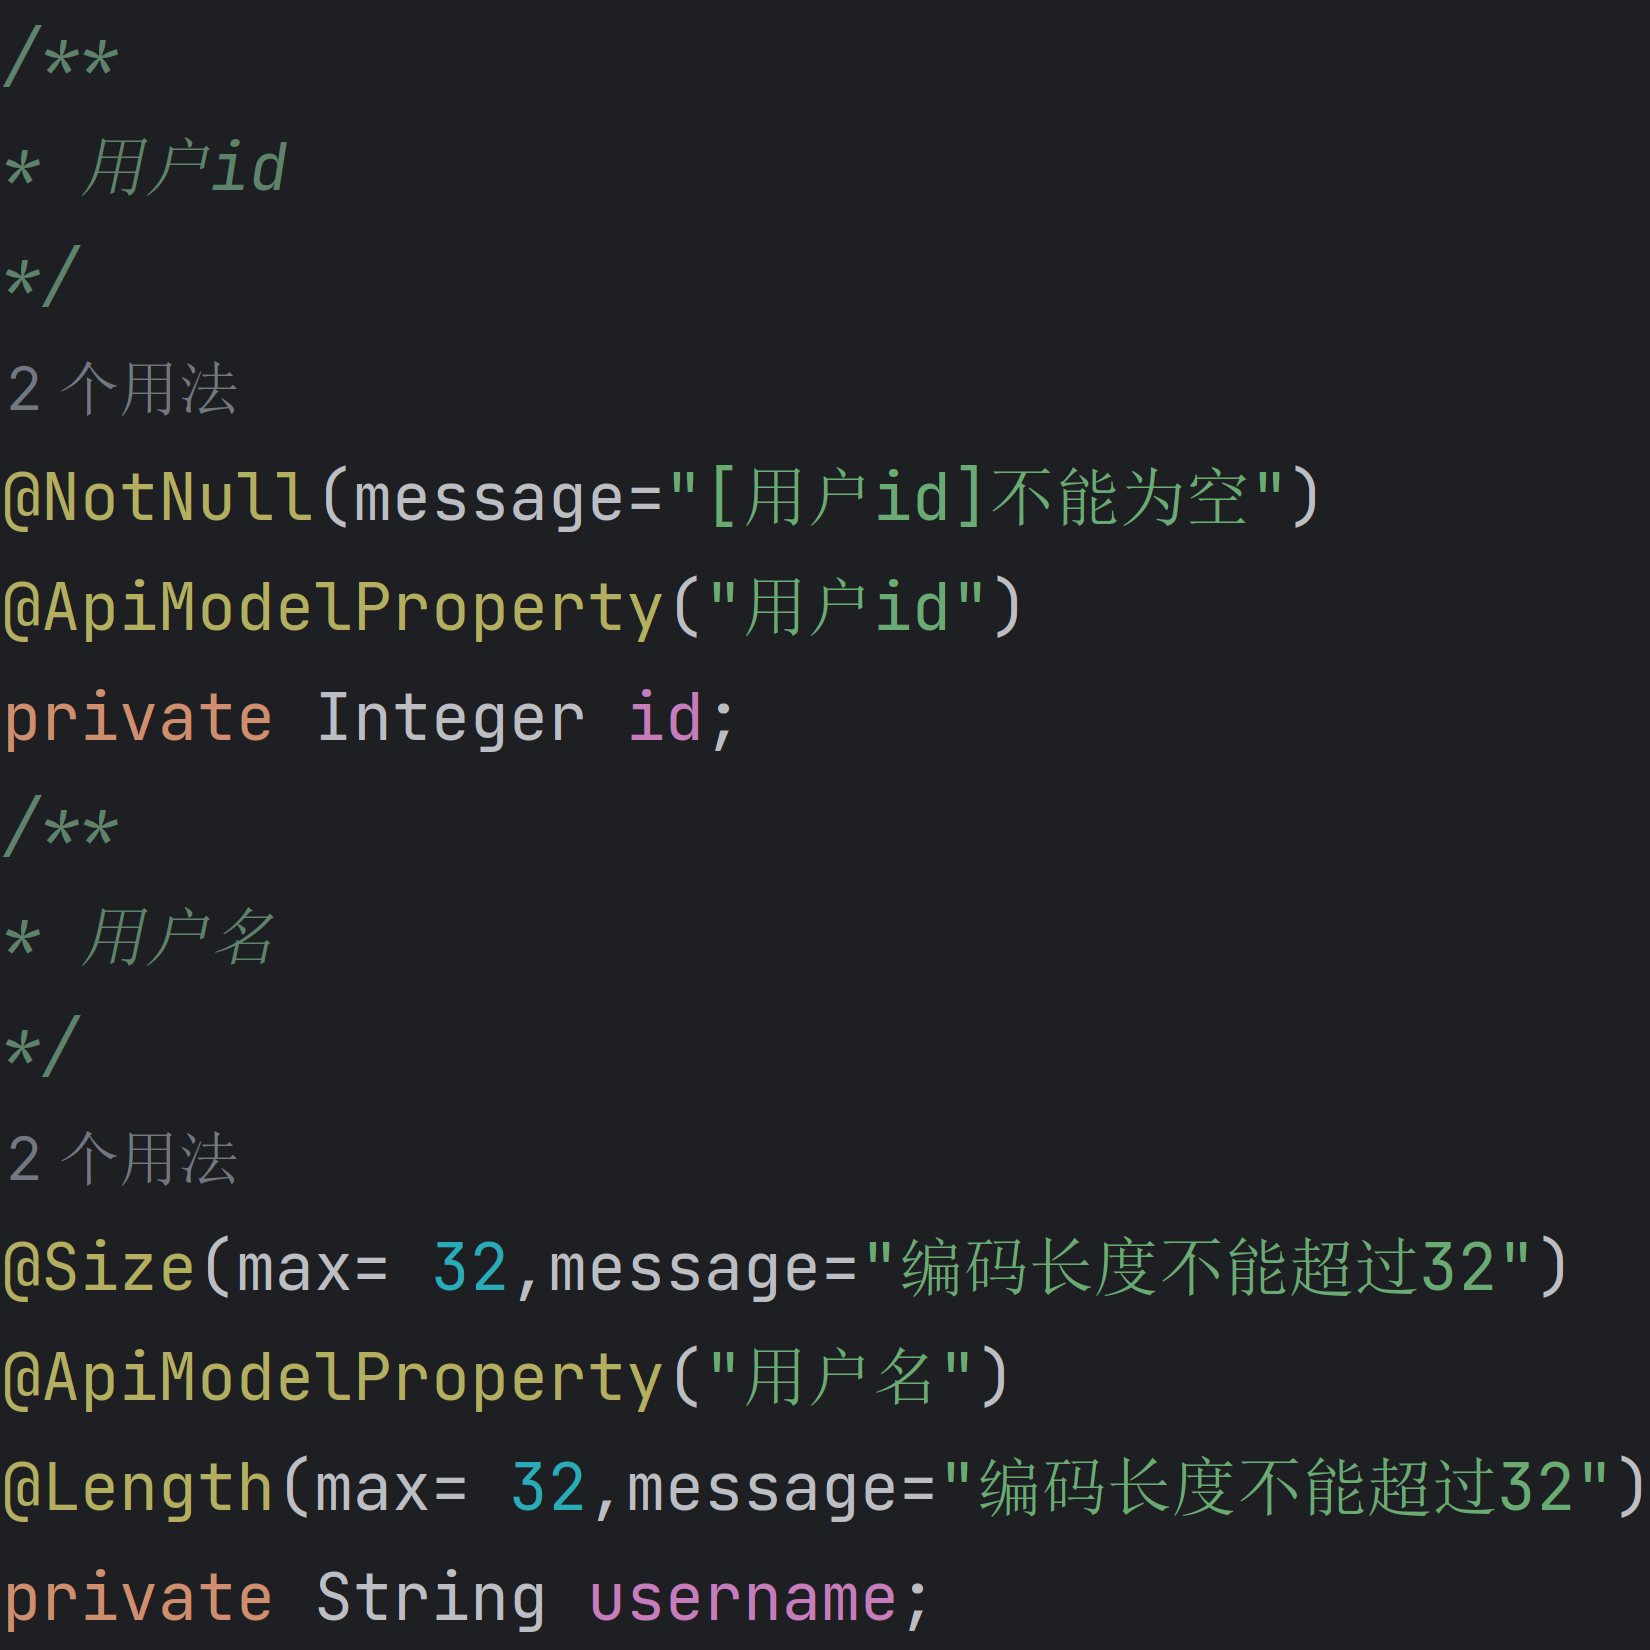 /**
* 用户id
*/
2 个用法
@NotNull(message="[用户id]不能为空")
@ApiModelProperty("用户id")
private Integer id;
/**
* 用户名
*/
2 个用法
@Size(max= 32,message="编码长度不能超过32")
@ApiModelProperty("用户名")
@Length(max= 32,message="编码长度不能超过32")
private String username;